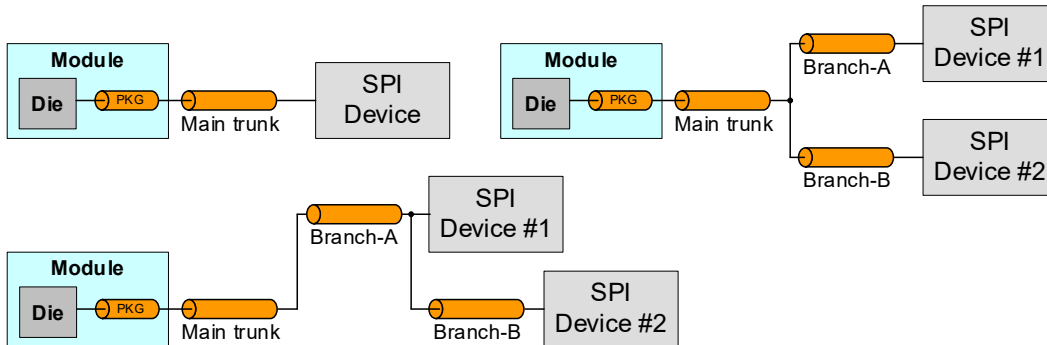 Module
Die
PKG
Main trunk
SPI
Device
Module
Die
PKG
Main trunk
Branch-A
SPI
Device #1
Branch-B
SPI
Device #2
Module
Die
PKG
Main trunk
Branch-A
SPI
Device #1
Branch-B
SPI
Device #2